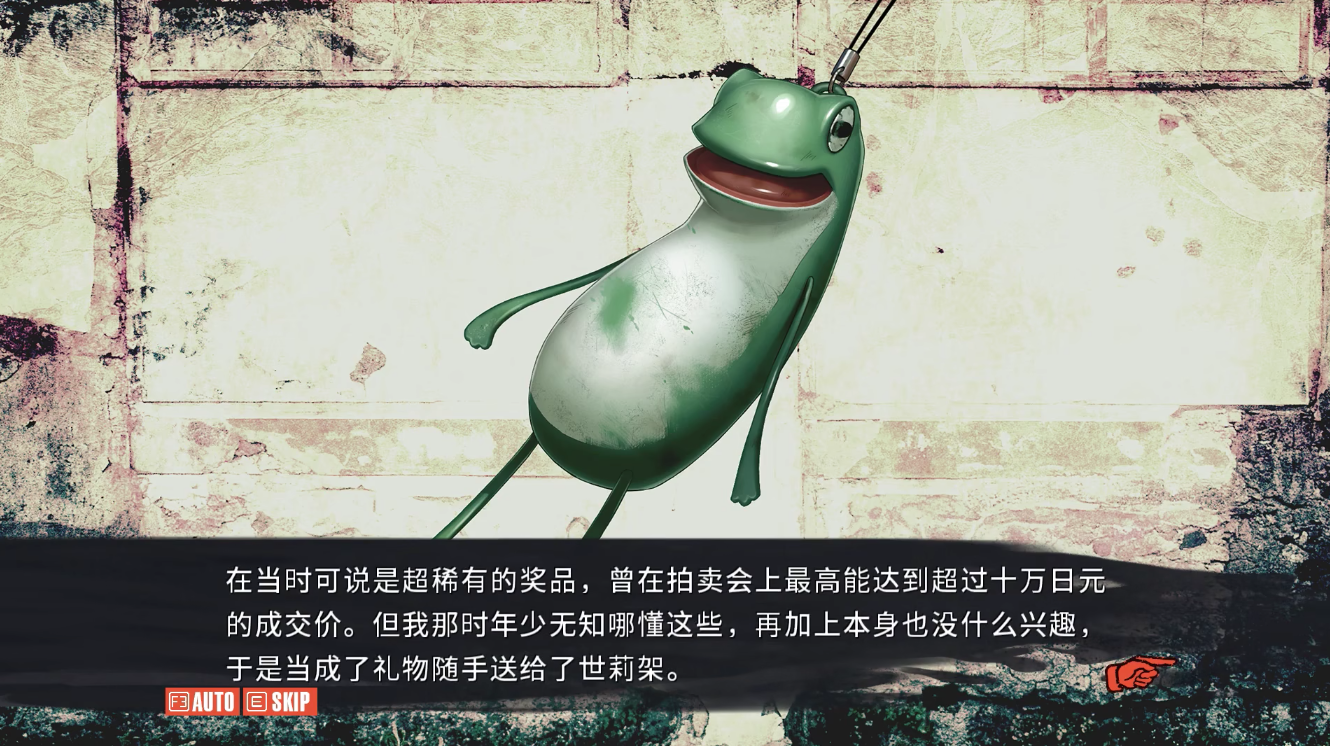 在当时可说是超稀有的奖品，曾在拍卖会上最高能达到超过十万日元
的成交价。但我那时年少无知哪懂这些，再加上本身也没什么兴趣，
于是当成了礼物随手送给了世莉架。
F3 AUTO E SKIP